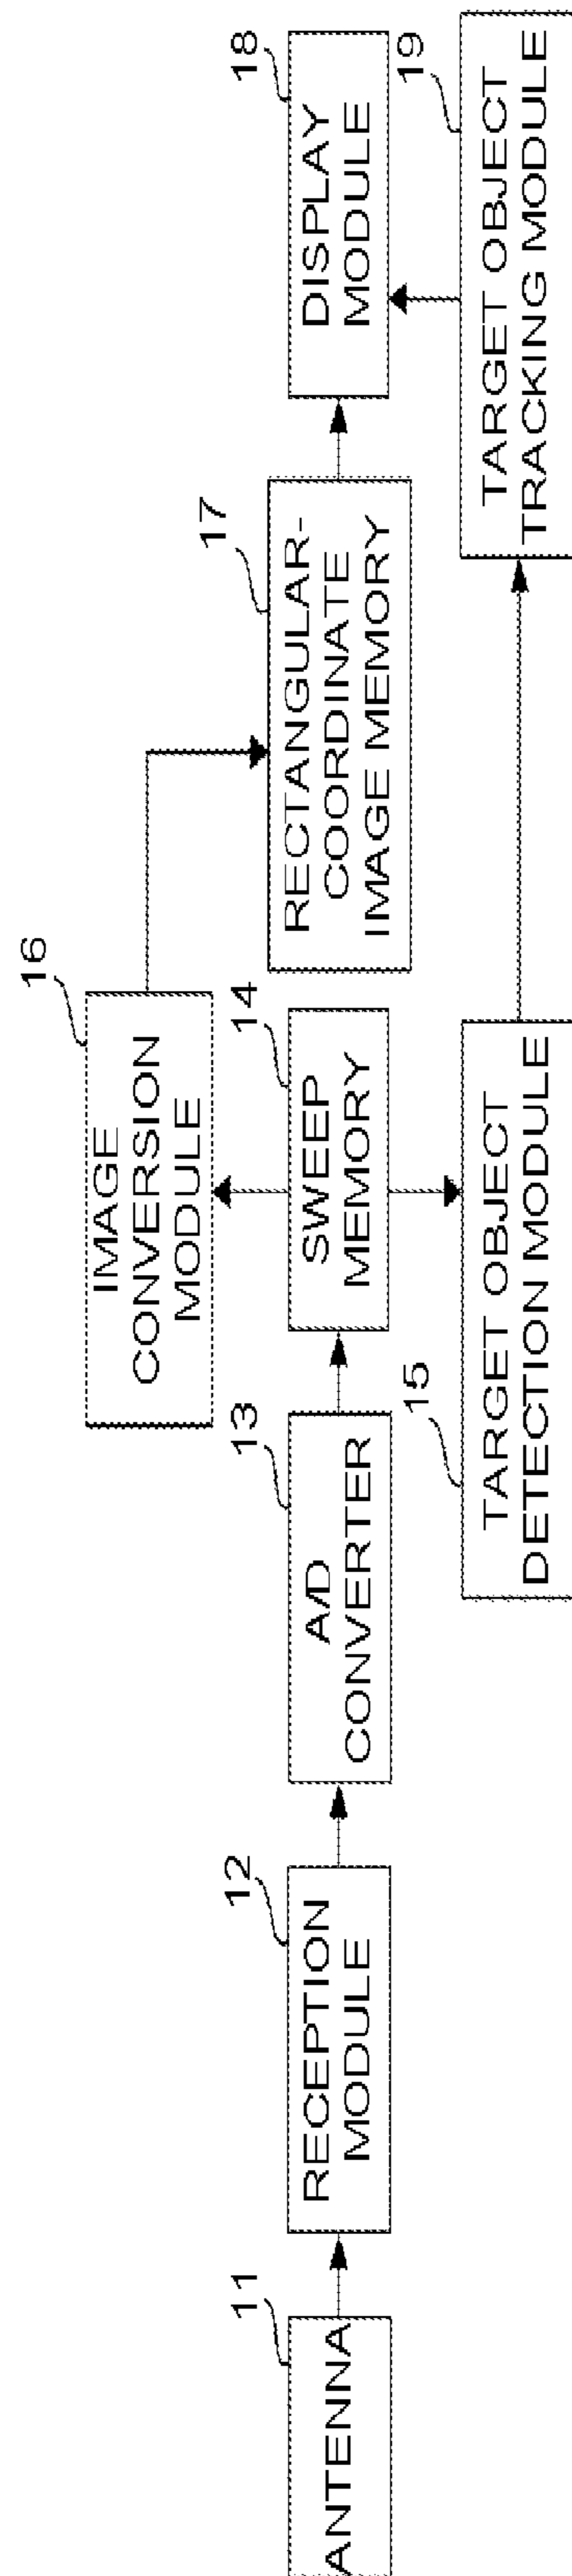 11
ANTENNA
12
RECEPTION
MODULE
13
A/D
CONVERTER
14
SWEEP
MEMORY
15
TARGET OBJECT
DETECTION MODULE
16
IMAGE
CONVERSION
MODULE
17
RECTANGULAR-
COORDINATE
IMAGE MEMORY
18
DISPLAY
MODULE
19
TARGET OBJECT
TRACKING MODULE